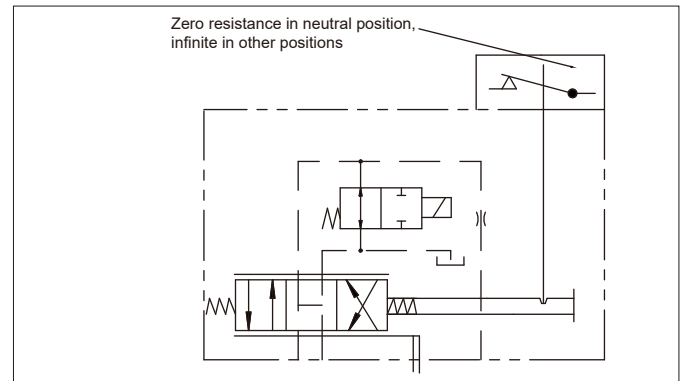 Zero resistance in neutral position,
infinite in other positions